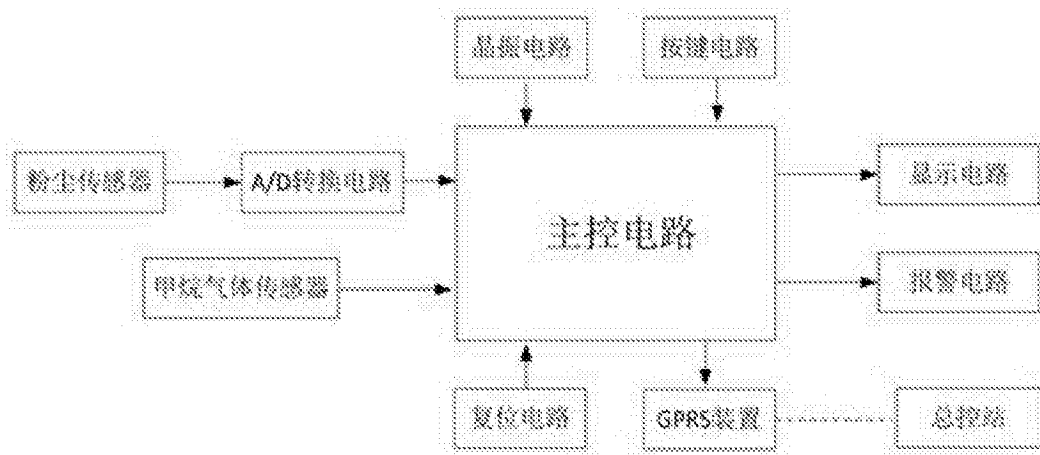 晶振电路
按键电路
粉尘传感器
A/D转换电路
显示电路
主控电路
甲烷气体传感器
报警电路
复位电路
GPRS装置
总控站